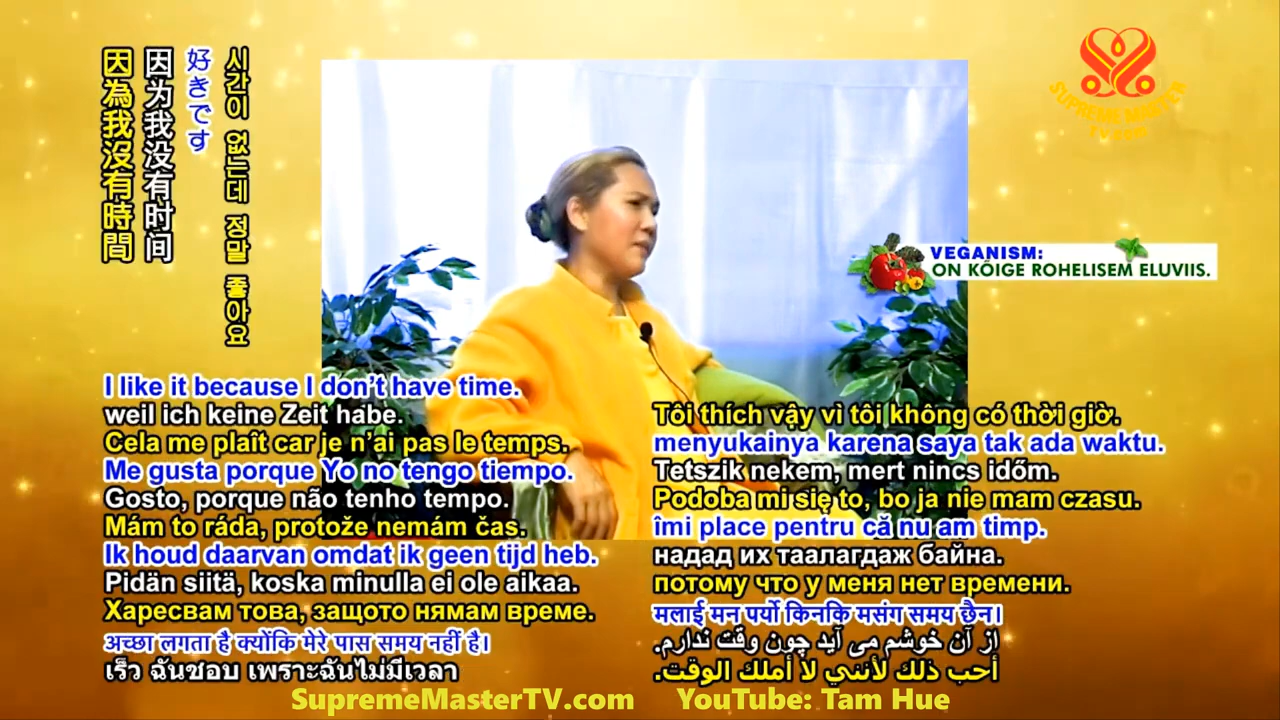 시간이 없는데 정말 좋아요
好きです
因为我没有时间
因為我沒有時間
SUPREME MASTER
TV.COM
VEGANISM:
ON KÕIGE ROHELISEM ELUVIIS.
I like it because I don't have time.
weil ich keine Zeit habe.
Cela me plaît car je n'ai pas le temps.
Me gusta porque Yo no tengo tiempo.
Gosto, porque não tenho tempo.
Mám to ráda, protože nemám čas.
Ik houd daarvan omdat ik geen tijd heb.
Pidän siitä, koska minulla ei ole aikaa.
Харесвам това, защото нямам време.
अच्छा लगता है क्योंकि मेरे पास समय नहीं है।
เร็ว ฉันชอบ เพราะฉันไม่มีเวลา
Tôi thích vậy vì tôi không có thời giờ.
menyukainya karena saya tak ada waktu.
Tetszik nekem, mert nincs időm.
Podoba mi się to, bo ja nie mam czasu.
îmi place pentru că nu am timp.
надад их таалагдаж байна.
потому что у меня нет времени.
मलाई मन पर्यो किनकि मसंग समय छैन।
از آن خوشم می آید چون وقت ندارم.
أحب ذلك لأنني لا أملك الوقت.
SupremeMasterTV.com YouTube: Tam Hue